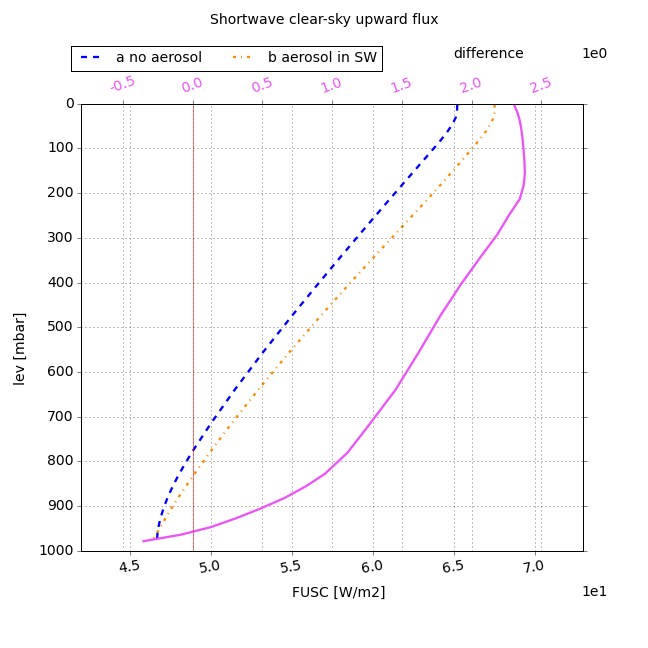 Shortwave clear-sky upward flux
a no aerosol b aerosol in SW difference 1e0
-0.5 0.0 0.5 1.0 1.5 2.0 2.5
0
100
200
300
400
500
600
700
800
900
1000
lev [mbar]
4.5 5.0 5.5 6.0 6.5 7.0
FUSC [W/m2] 1e1